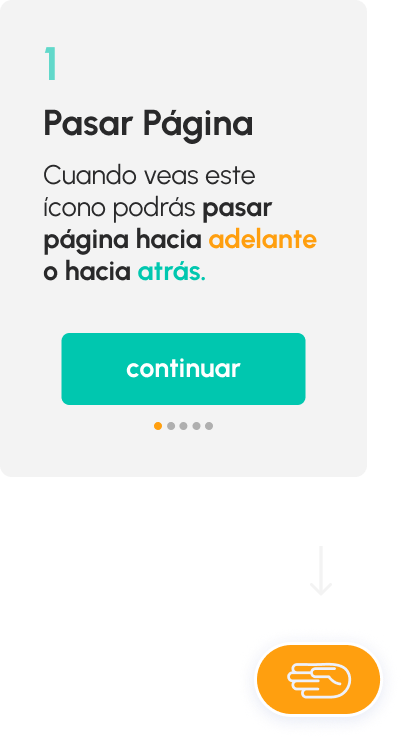 1
Pasar Página
Cuando veas este
ícono podrás pasar
página hacia adelante
o hacia atrás.
continuar